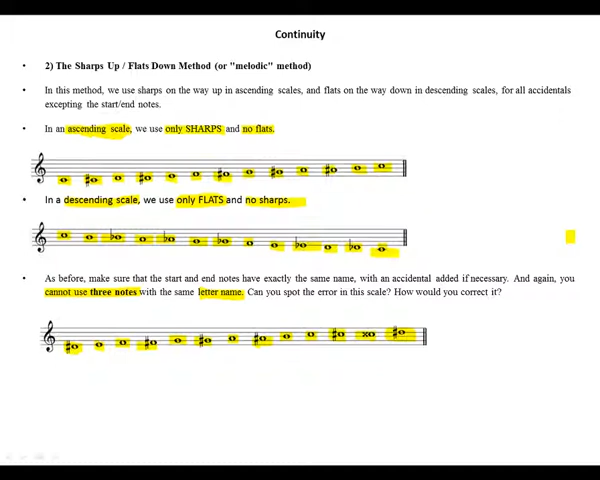 Continuity
• 2) The Sharps Up / Flats Down Method (or "melodic" method)
• In this method, we use sharps on the way up in ascending scales, and flats on the way down in descending scales, for all accidentals
excepting the start/end notes.
• In an ascending scale, we use only SHARPS and no flats.
• In a descending scale, we use only FLATS and no sharps.
• As before, make sure that the start and end notes have exactly the same name, with an accidental added if necessary. And again, you
cannot use three notes with the same letter name. Can you spot the error in this scale? How would you correct it?